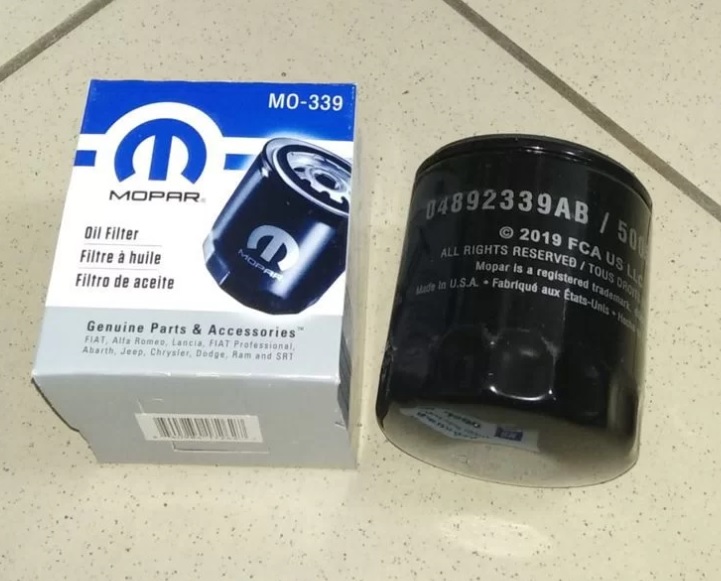 MO-339
MOPAR®
MOPAR
Oil Filter
Filtre à huile
Filtro de aceite
Genuine Parts & Accessories™
FIAT, Alfa Romeo, Lancia, FIAT Professional,
Abarth, Jeep, Chrysler, Dodge, Ram and SRT
04892339AB / 500
© 2019 FCA US LLC
ALL RIGHTS RESERVED / TOUS DROITS
Mopar is a registered trademark.
Made in U.S.A. • Fabriqué aux États-Unis •